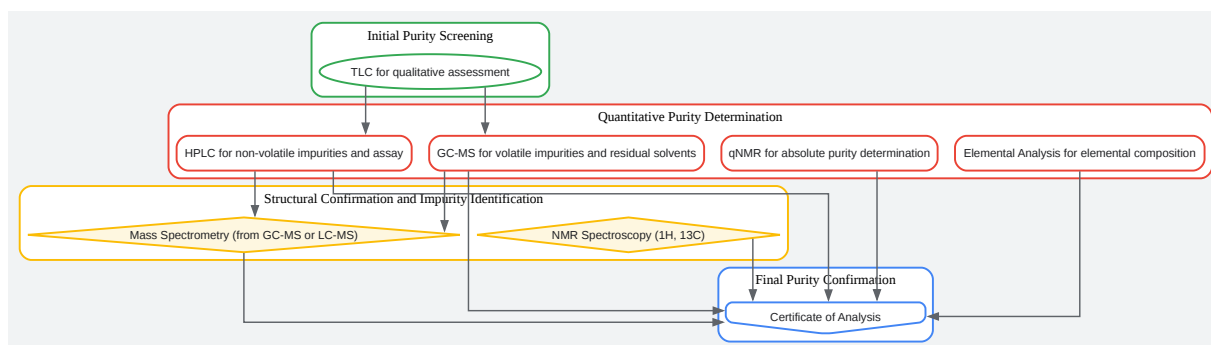 Initial Purity Screening
TLC for qualitative assessment
Quantitative Purity Determination
HPLC for non-volatile impurities and assay
GC-MS for volatile impurities and residual solvents
qNMR for absolute purity determination
Elemental Analysis for elemental composition
Structural Confirmation and Impurity Identification
Mass Spectrometry (from GC-MS or LC-MS)
NMR Spectroscopy (1H, 13C)
Final Purity Confirmation
Certificate of Analysis